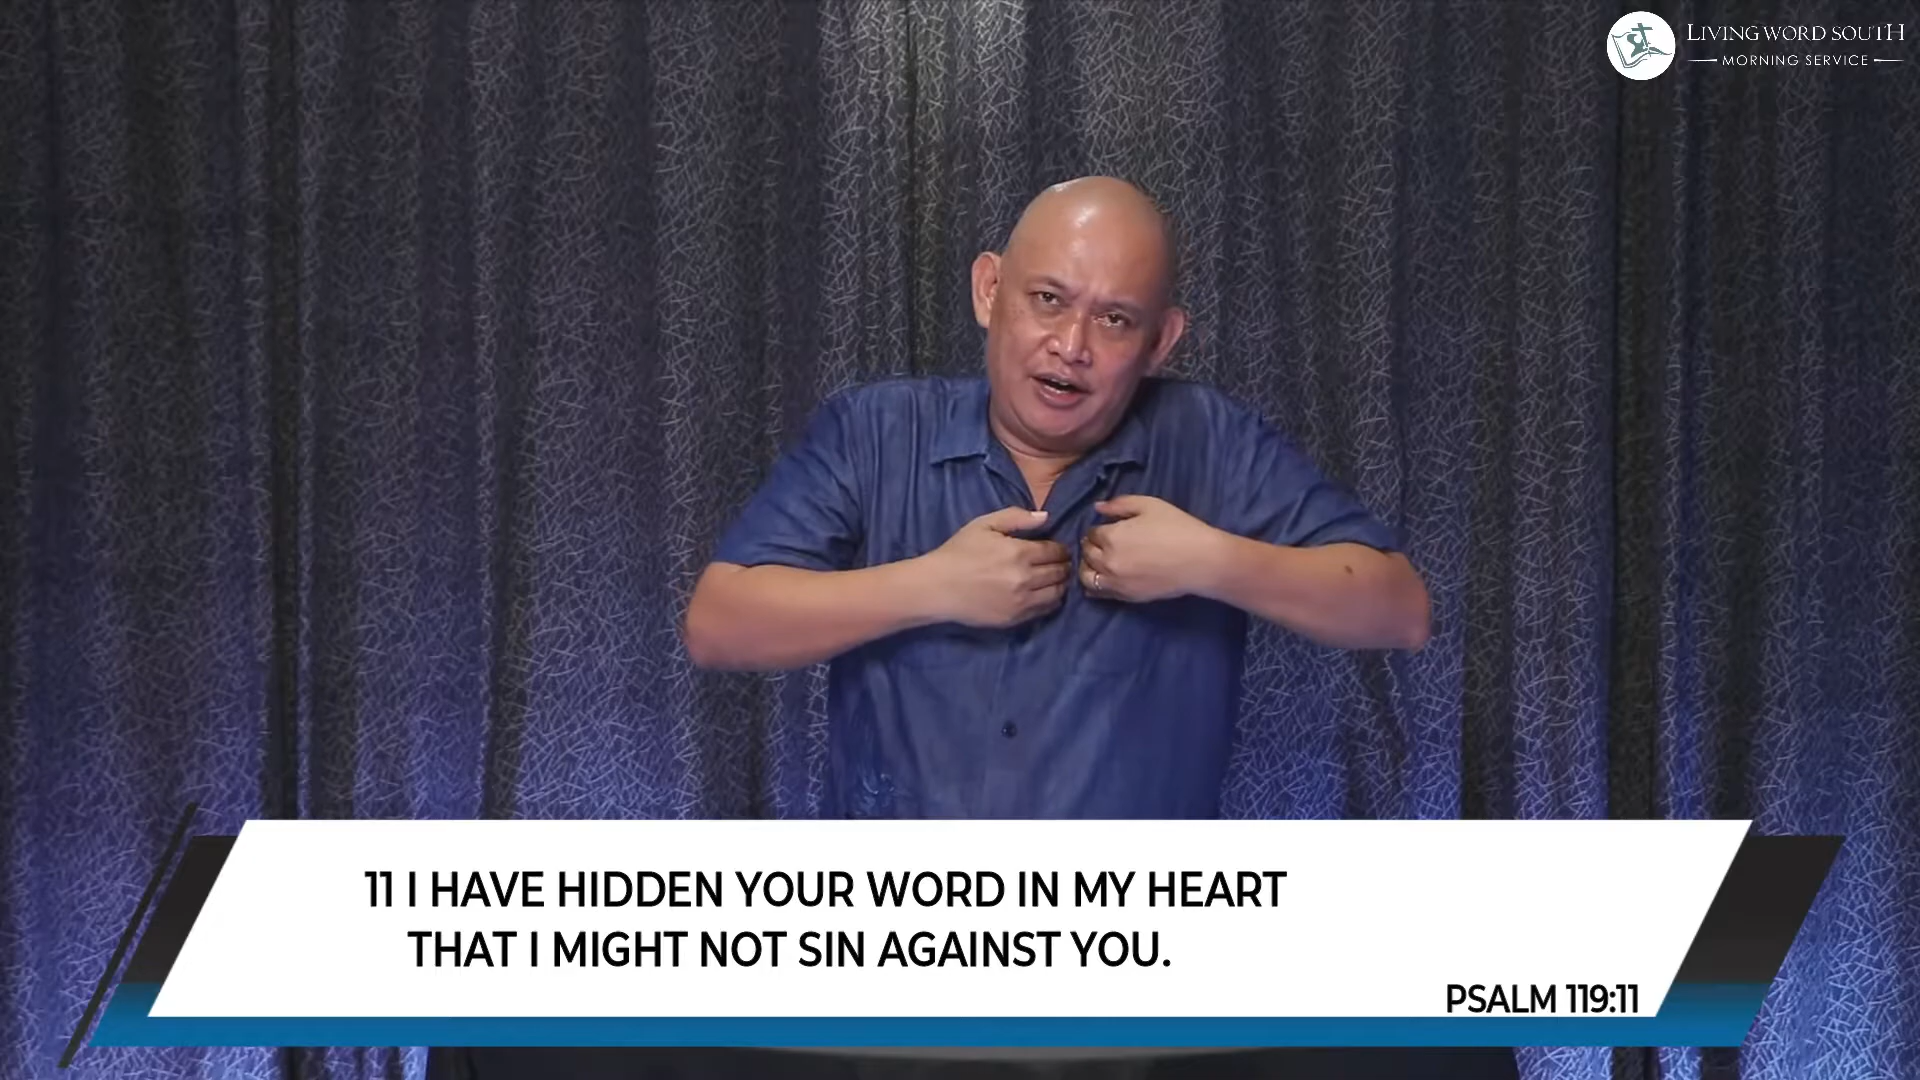 LIVING WORD SOUTH
MORNING SERVICE
11 I HAVE HIDDEN YOUR WORD IN MY HEART
THAT I MIGHT NOT SIN AGAINST YOU.
PSALM 119:11